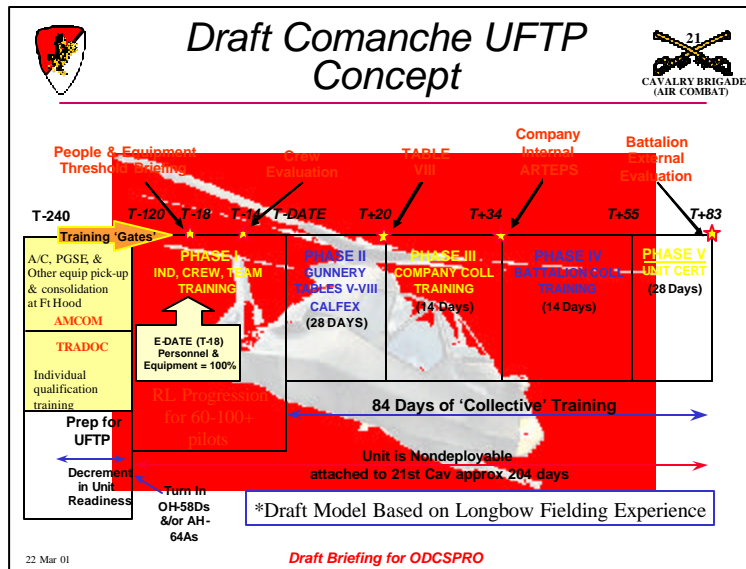 Draft Comanche UFTP
Concept
21
CAVALRY BRIGADE
(AIR COMBAT)
People & Equipment
Threshold Briefing
Crew
Evaluation
TABLE
VIII
Company
Internal
ARTEPS
Battalion
External
Evaluation
T-240
T-120
T-18
T-14
T-DATE
T+20
T+34
T+55
T+83
Training 'Gates'
A/C, PGSE, &
Other equip pick-up
& consolidation
at Ft Hood
AMCOM
TRADOC
Individual
qualification
training
Prep for
UFTP
Decrement
in Unit
Readiness
PHASE I
IND, CREW, TEAM
TRAINING
E-DATE (T-18)
Personnel &
Equipment = 100%
RL Progression
for 60-100+
pilots
PHASE II
GUNNERY
TABLES V-VIII
CALFEX
(28 DAYS)
PHASE III
COMPANY COLL
TRAINING
(14 Days)
PHASE IV
BATTALION COLL
TRAINING
(14 Days)
PHASE V
UNIT CERT
(28 Days)
84 Days of 'Collective' Training
Unit is Nondeployable
attached to 21st Cav approx 204 days
Turn In
OH-58Ds
&/or AH-
64As
*Draft Model Based on Longbow Fielding Experience
22 Mar 01
Draft Briefing for ODCSPRO